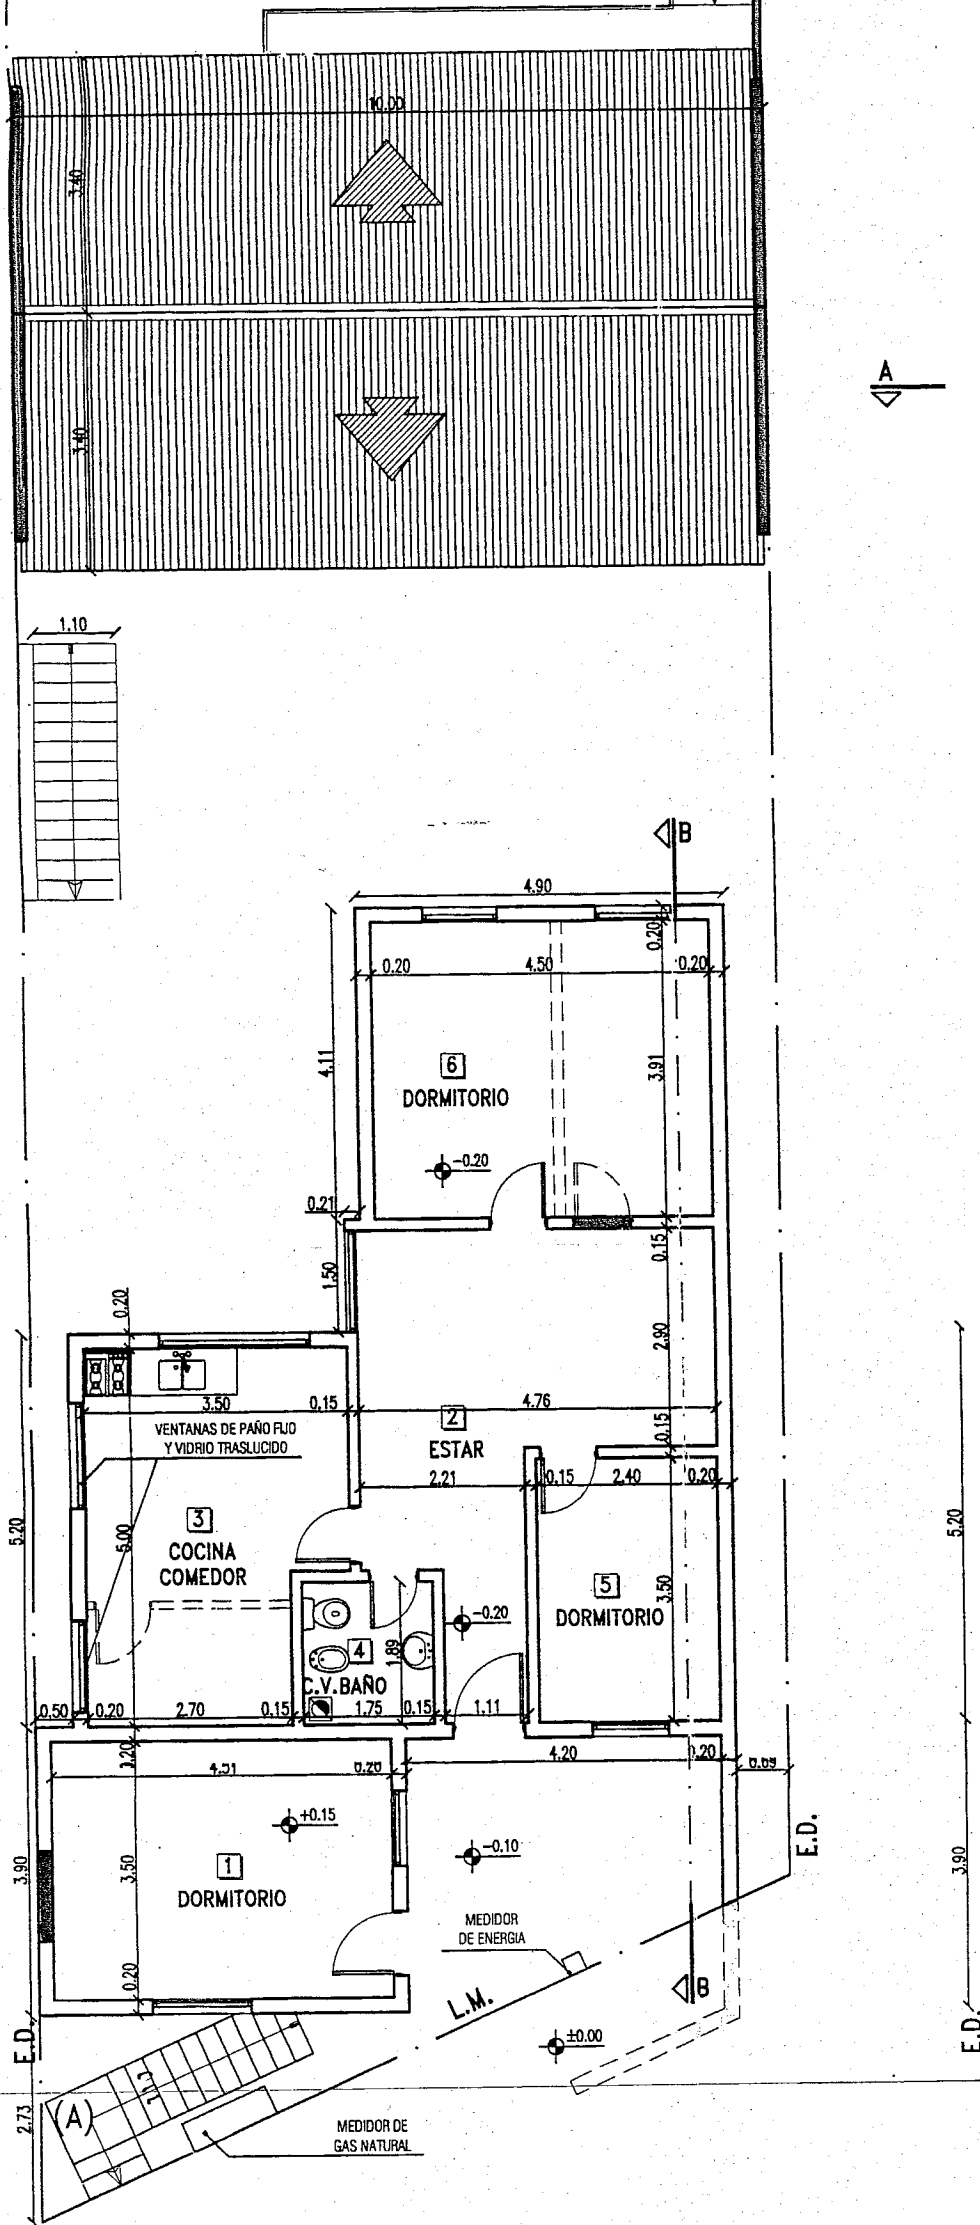 10.00
3.40
3.40
A
1.10
B
4.90
0.20
0.20
4.50
0.20
4.11
3.91
6
DORMITORIO
-0.20
0.21
0.15
1.50
0.20
2.90
3.50
0.15
4.76
VENTANAS DE PAÑO FIJO
Y VIDRIO TRASLUCIDO
2
ESTAR
0.15
2.21
0.15
2.40
0.20
5.20
5.00
3
COCINA
COMEDOR
5.20
5
DORMITORIO
3.50
-0.20
4
1.89
C.V.BAÑO
0.50
0.20
2.70
0.15
1.75
0.15
1.11
0.20
4.51
0.20
4.20
0.20
0.69
+0.15
-0.10
E.D.
3.90
3.50
1
DORMITORIO
3.90
MEDIDOR
DE ENERGIA
0.20
B
L.M.
E.D.
±0.00
E.D.
(A)
2.73
MEDIDOR DE
GAS NATURAL